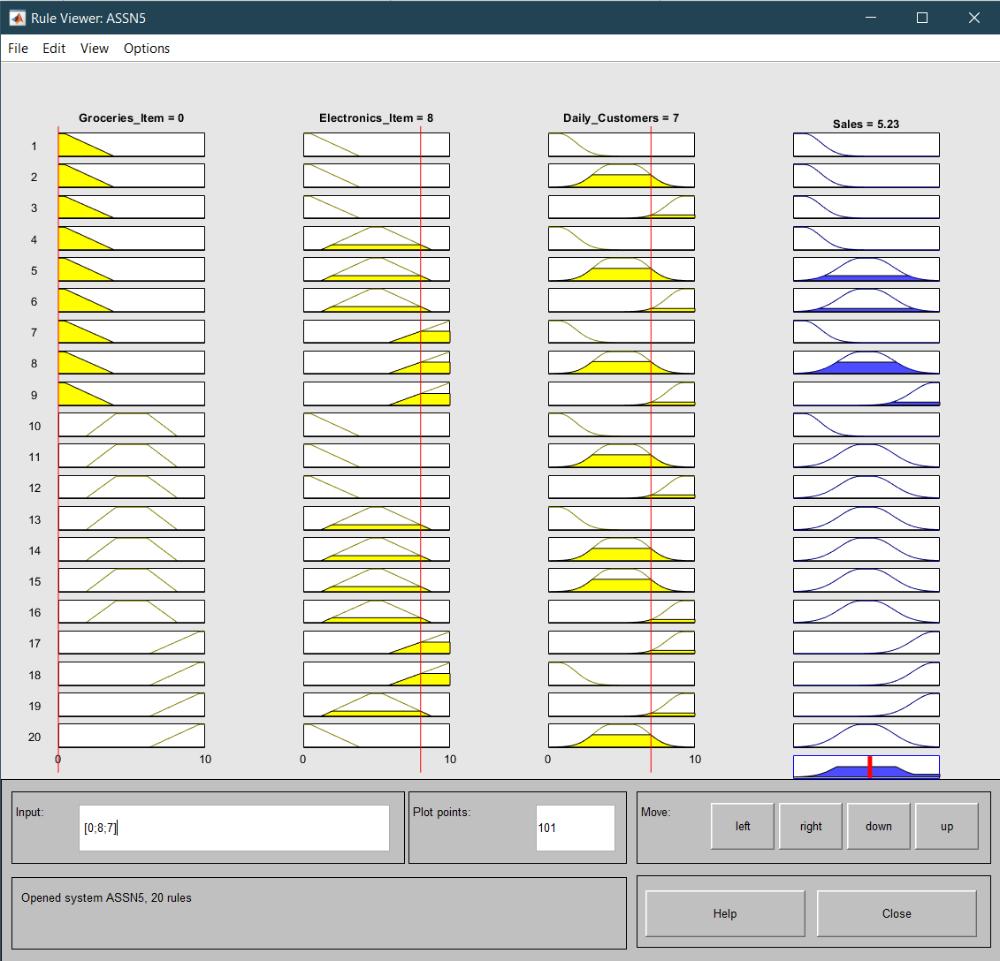 Rule Viewer: ASSN5
File Edit View Options
Groceries_Item = 0 Electronics_Item = 8 Daily_Customers = 7 Sales = 5.23
1
2
3
4
5
6
7
8
9
10
11
12
13
14
15
16
17
18
19
20
0 10 0 10 0 10
Input: [0;8;7] Plot points: 101 Move: left right down up
Opened system ASSN5, 20 rules
Help Close